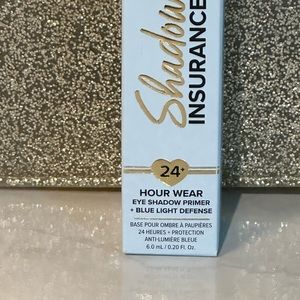 Shadow
INSURANCE
24+
HOUR WEAR
EYE SHADOW PRIMER
+ BLUE LIGHT DEFENSE
BASE POUR OMBRE À PAUPIÈRES
24 HEURES + PROTECTION
ANTI-LUMIÈRE BLEUE
6.0 mL / 0.20 Fl. Oz.